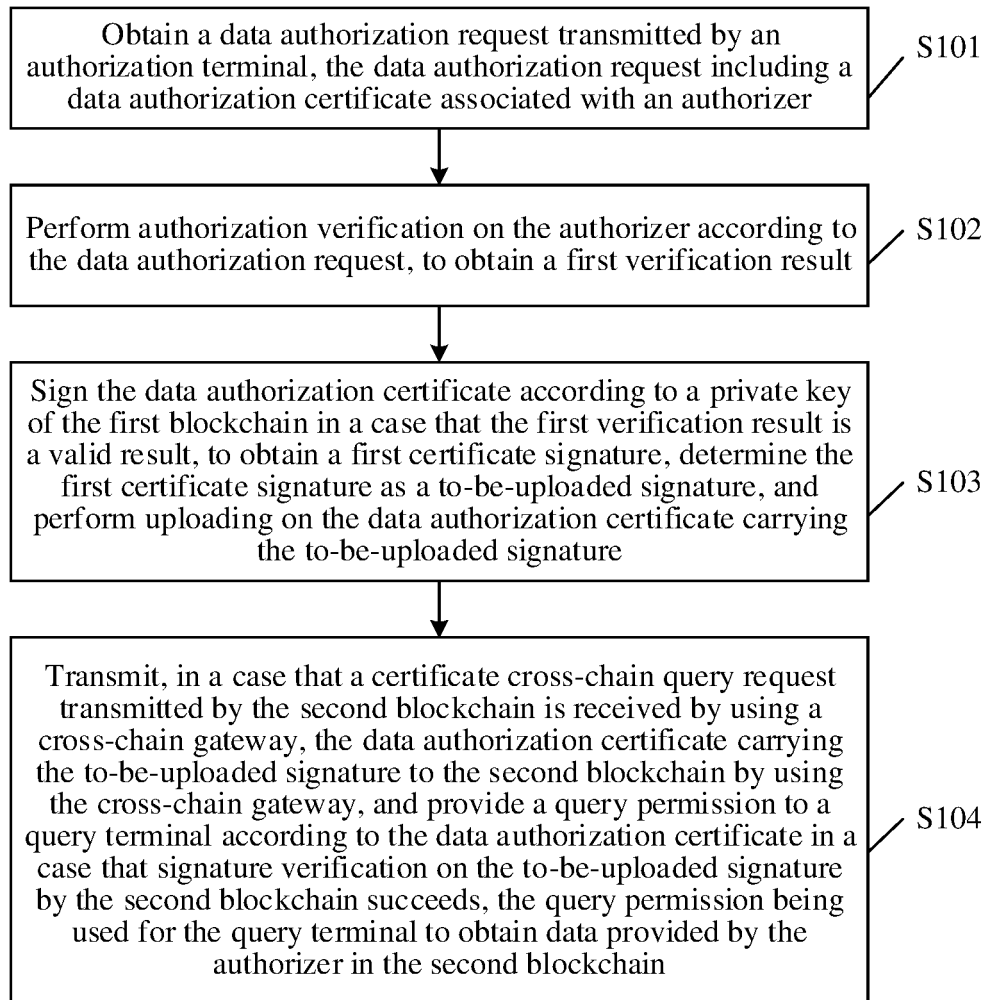 Obtain a data authorization request transmitted by an
authorization terminal, the data authorization request including a
data authorization certificate associated with an authorizer
S101
Perform authorization verification on the authorizer according to
the data authorization request, to obtain a first verification result
S102
Sign the data authorization certificate according to a private key
of the first blockchain in a case that the first verification result is
a valid result, to obtain a first certificate signature, determine the
first certificate signature as a to-be-uploaded signature, and
perform uploading on the data authorization certificate carrying
the to-be-uploaded signature
S103
Transmit, in a case that a certificate cross-chain query request
transmitted by the second blockchain is received by using a
cross-chain gateway, the data authorization certificate carrying
the to-be-uploaded signature to the second blockchain by using
the cross-chain gateway, and provide a query permission to a
query terminal according to the data authorization certificate in a
case that signature verification on the to-be-uploaded signature
by the second blockchain succeeds, the query permission being
used for the query terminal to obtain data provided by the
authorizer in the second blockchain
S104